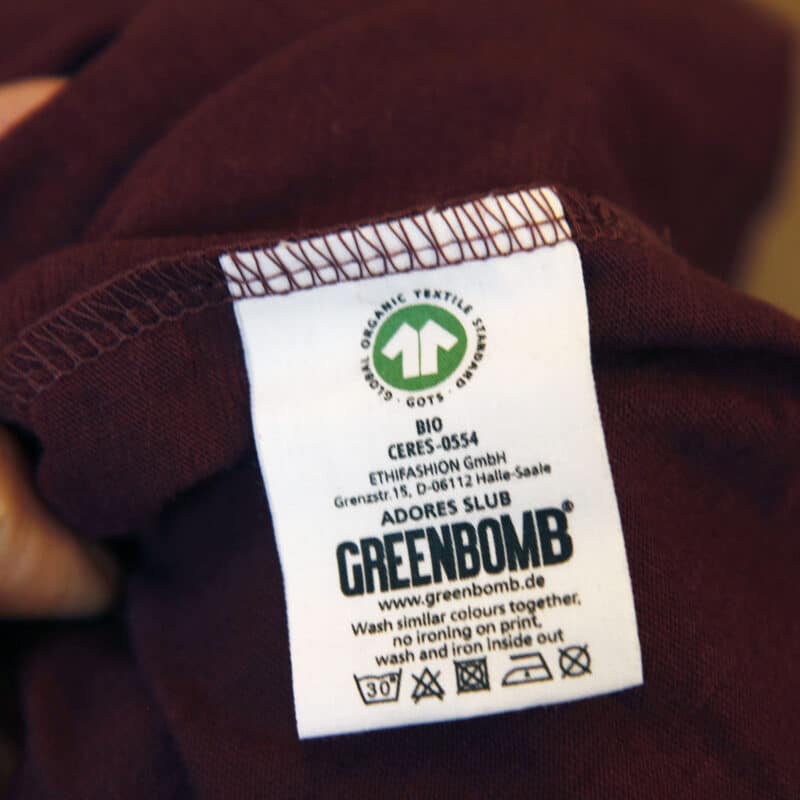 GLOBAL ORGANIC TEXTILE STANDARD
· GOTS ·
BIO
CERES-0554
ETHIFASHION GmbH
Grenzstr.15, D-06112 Halle-Saale
ADORES SLUB
GREENBOMB®
www.greenbomb.de
Wash similar colours together,
no ironing on print,
wash and iron inside out
30°